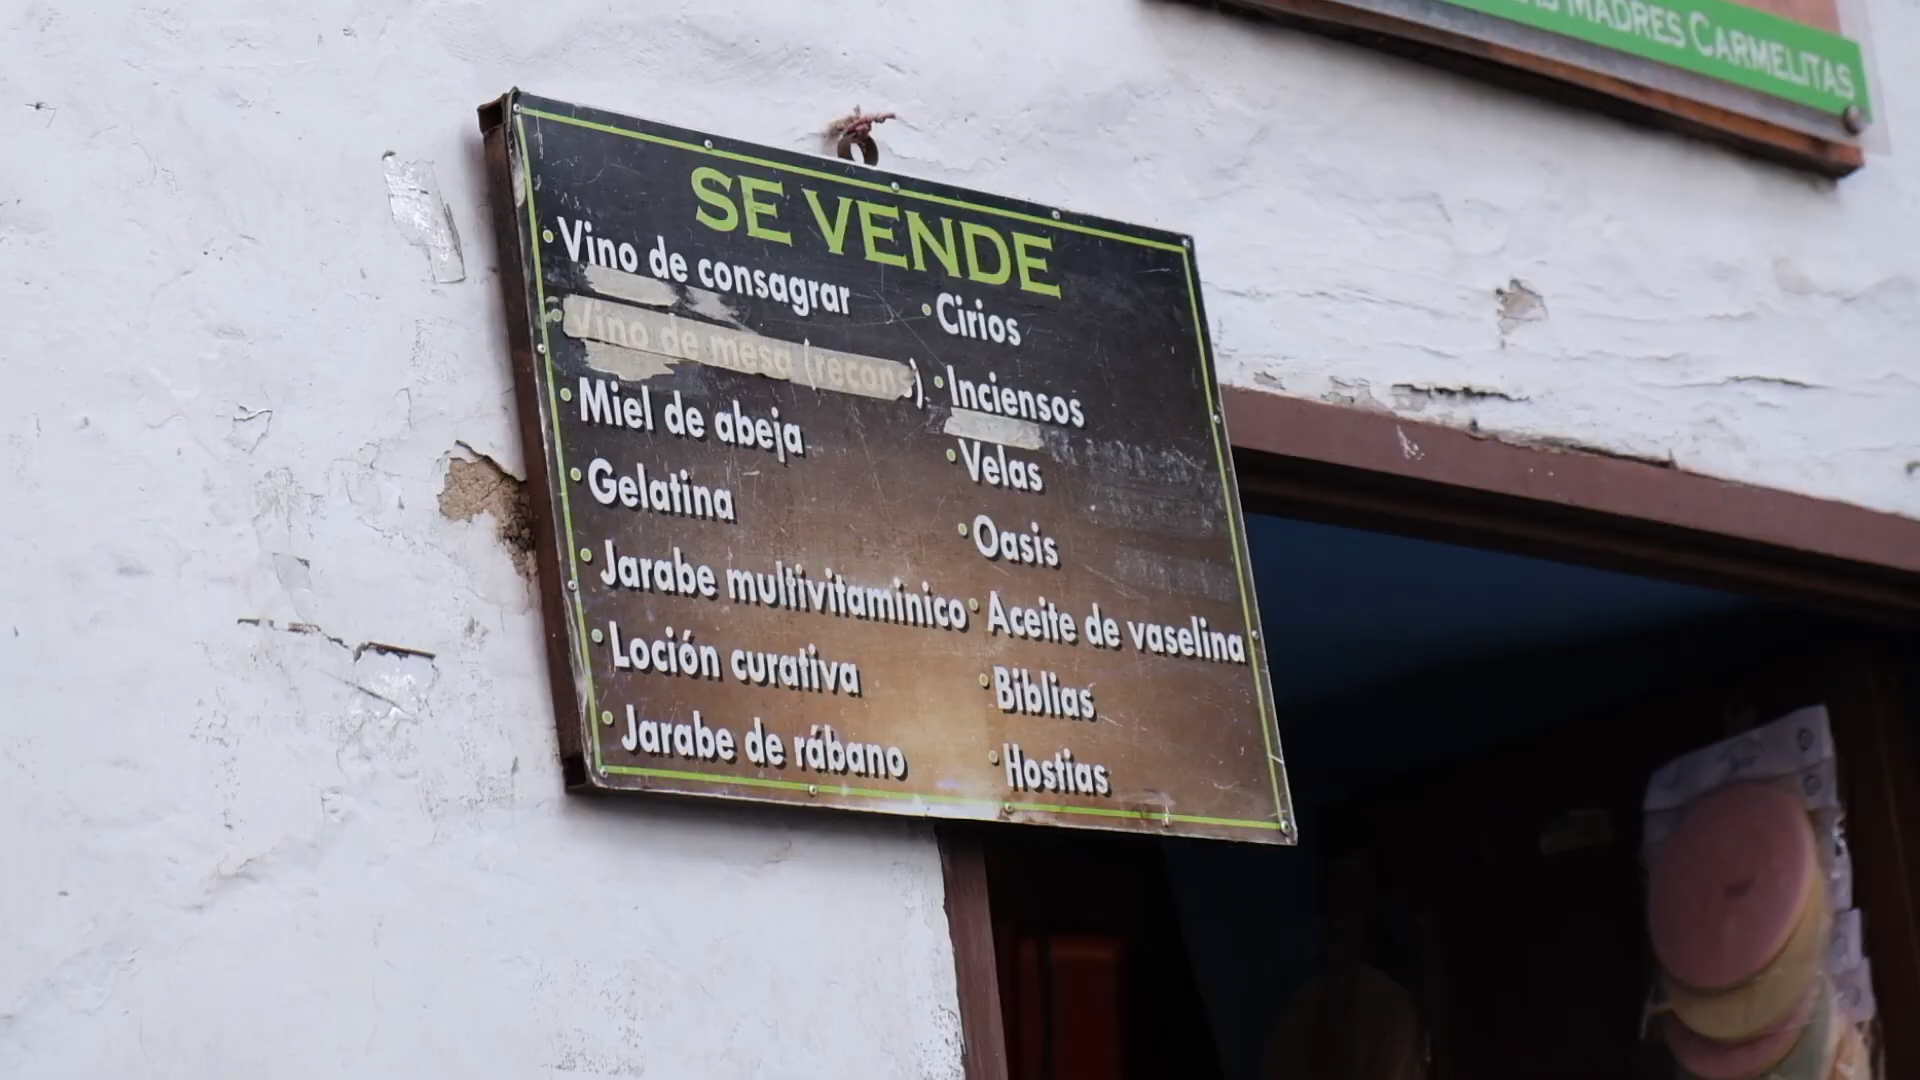 MADRES CARMELITAS
SE VENDE
Vino de consagrar
Vino de mesa (recons)
Miel de abeja
Gelatina
Jarabe multivitamínico
Loción curativa
Jarabe de rábano
Cirios
Inciensos
Velas
Oasis
Aceite de vaselina
Biblias
Hostias